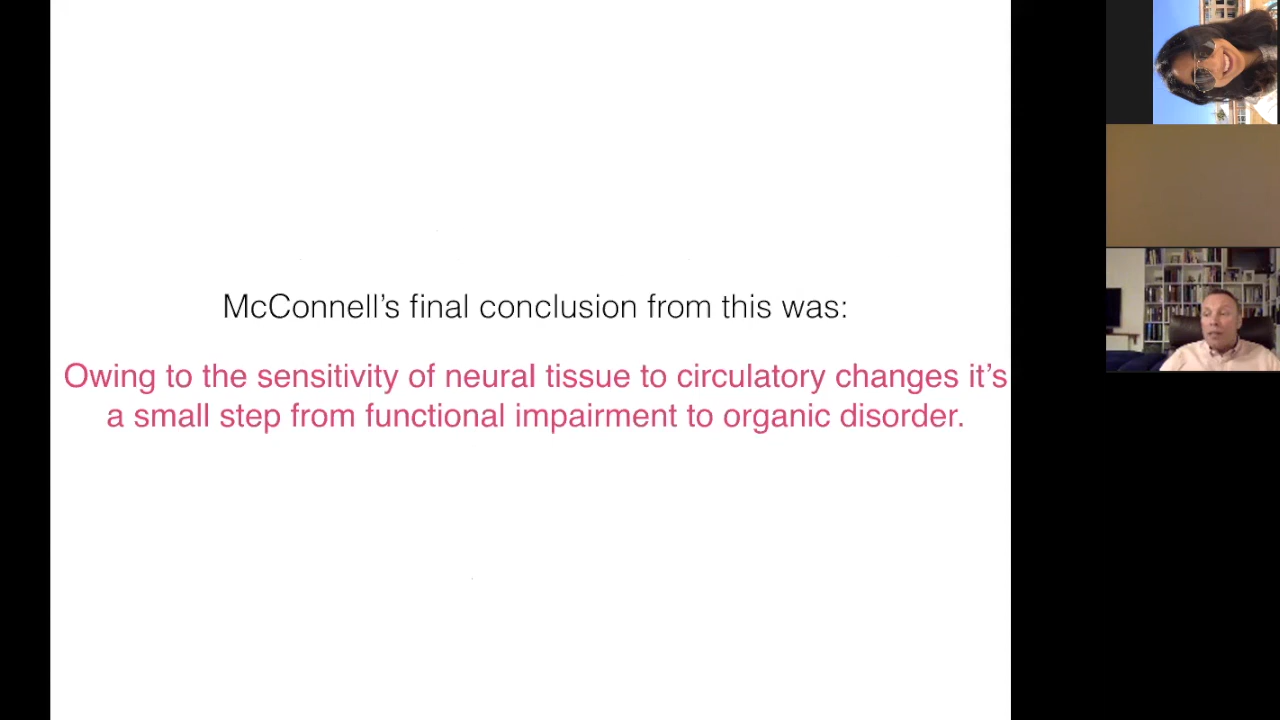 McConnell’s final conclusion from this was:
Owing to the sensitivity of neural tissue to circulatory changes it’s
a small step from functional impairment to organic disorder.